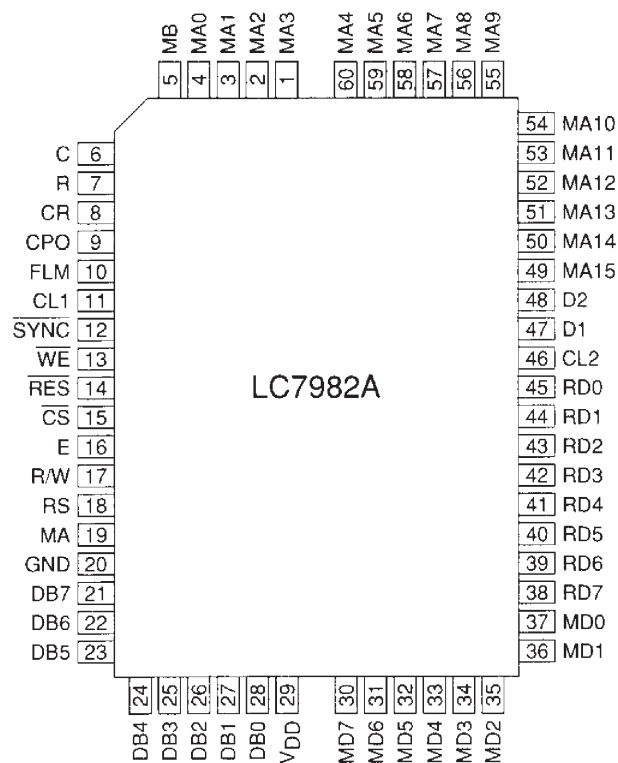 MB MA0 MA1 MA2 MA3 MA4 MA5 MA6 MA7 MA8 MA9
5 4 3 2 1 60 59 58 57 56 55
54 MA10
C 6 53 MA11
R 7 52 MA12
CR 8 51 MA13
CPO 9 50 MA14
FLM 10 49 MA15
CL1 11 48 D2
SYNC 12 47 D1
WE 13 46 CL2
RES 14 LC7982A 45 RD0
CS 15 44 RD1
E 16 43 RD2
R/W 17 42 RD3
RS 18 41 RD4
MA 19 40 RD5
GND 20 39 RD6
DB7 21 38 RD7
DB6 22 37 MD0
DB5 23 36 MD1
24 25 26 27 28 29 30 31 32 33 34 35
DB4 DB3 DB2 DB1 DB0 VDD MD7 MD6 MD5 MD4 MD3 MD2